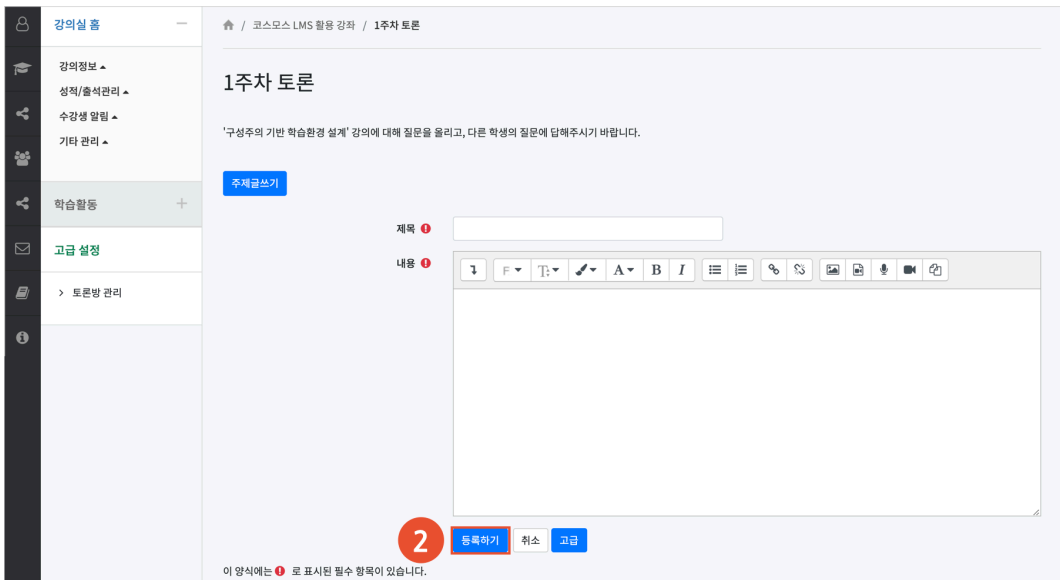 강의실 홈
강의정보
성적/출석관리
수강생 알림
기타 관리
학습활동
고급 설정
토론방 관리
/ 코스모스 LMS 활용 강좌 / 1주차 토론
1주차 토론
'구성주의 기반 학습환경 설계' 강의에 대해 질문을 올리고, 다른 학생의 질문에 답해주시기 바랍니다.
주제글쓰기
제목
내용
F T A B I
2 등록하기 취소 고급
이 양식에는 로 표시된 필수 항목이 있습니다.